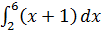 ∫₂⁶(x + 1) dx